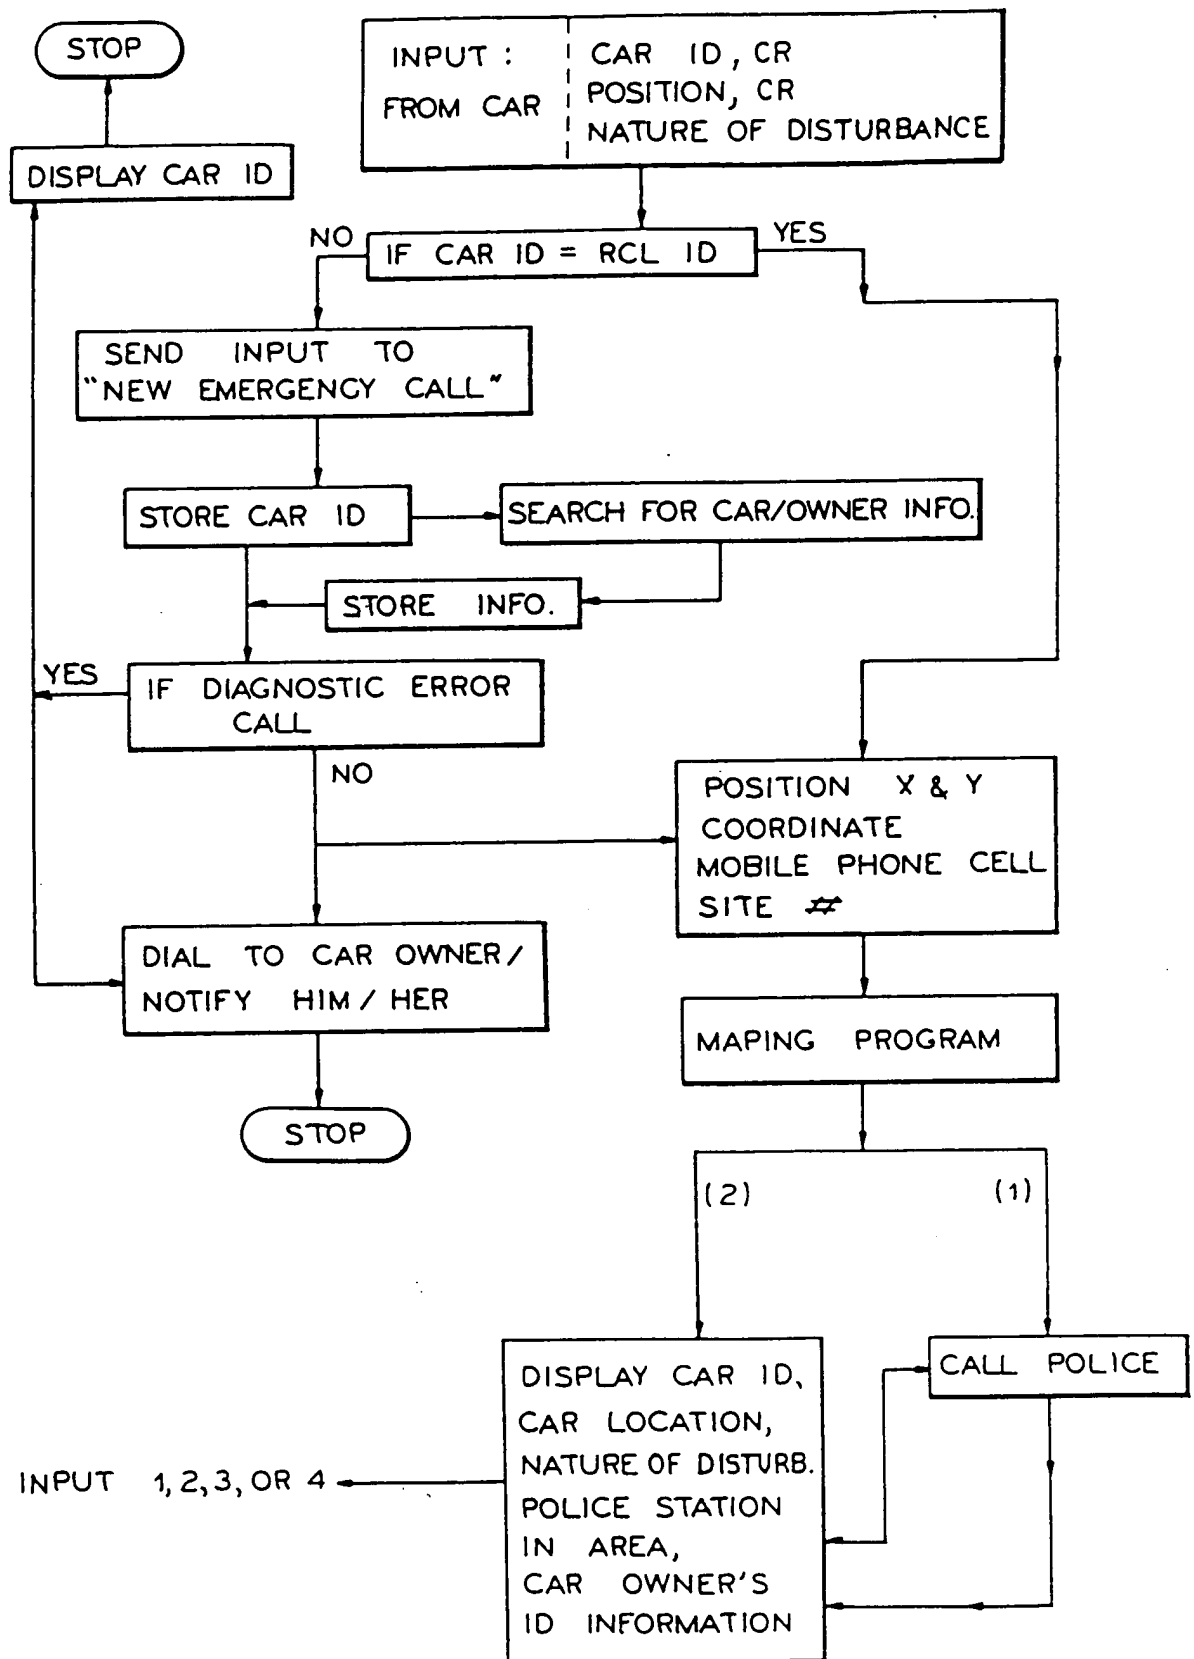 STOP
INPUT :
FROM CAR
CAR ID, CR
POSITION, CR
NATURE OF DISTURBANCE
DISPLAY CAR ID
NO
IF CAR ID = RCL ID
YES
SEND INPUT TO
"NEW EMERGENCY CALL"
STORE CAR ID
SEARCH FOR CAR/OWNER INFO.
STORE INFO.
YES
IF DIAGNOSTIC ERROR
CALL
NO
POSITION X & Y
COORDINATE
MOBILE PHONE CELL
SITE #
DIAL TO CAR OWNER/
NOTIFY HIM / HER
MAPING PROGRAM
STOP
(2)
(1)
DISPLAY CAR ID,
CAR LOCATION,
NATURE OF DISTURB.
POLICE STATION
IN AREA,
CAR OWNER'S
ID INFORMATION
CALL POLICE
INPUT 1, 2, 3, OR 4